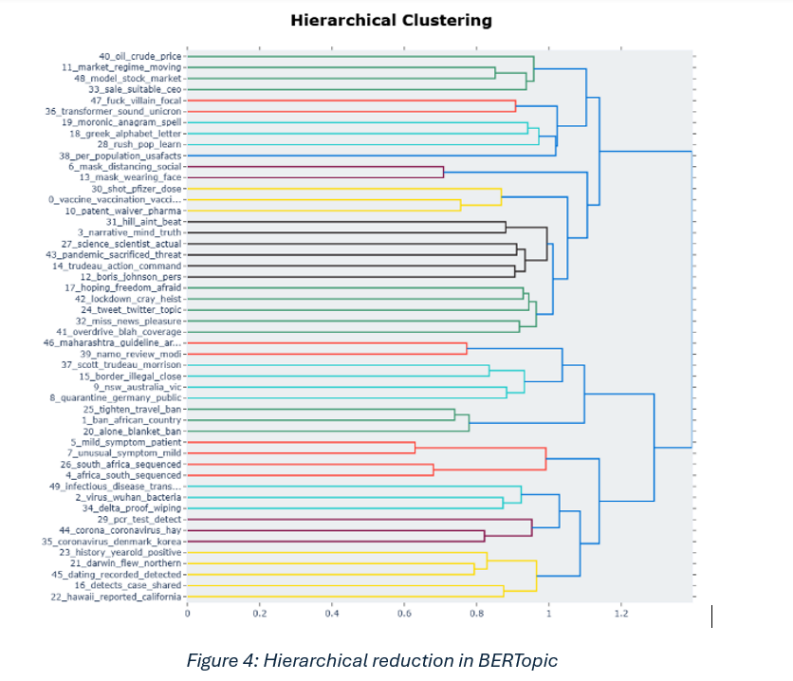 Hierarchical Clustering
40_oil_crude_price
11_market_regime_moving
48_model_stock_market
33_sale_suitable_ceo
47_fuck_villain_focal
36_transformer_sound_unicron
19_moronic_anagram_spell
18_greek_alphabet_letter
28_rush_pop_learn
38_per_population_usafacts
6_mask_distancing_social
13_mask_wearing_face
30_shot_pfizer_dose
0_vaccine_vaccination_vacci...
10_patent_waiver_pharma
31_hill_aint_beat
3_narrative_mind_truth
27_science_scientist_actual
43_pandemic_sacrificed_threat
14_trudeau_action_command
12_boris_johnson_pers
17_hoping_freedom_afraid
42_lockdown_cray_heist
24_tweet_twitter_topic
32_miss_news_pleasure
41_overdrive_blah_coverage
46_maharashtra_guideline_ar...
39_namo_review_modi
37_scott_trudeau_morrison
15_border_illegal_close
9_nsw_australia_vic
8_quarantine_germany_public
25_tighten_travel_ban
1_ban_african_country
20_alone_blanket_ban
5_mild_symptom_patient
7_unusual_symptom_mild
26_south_africa_sequenced
4_africa_south_sequenced
49_infectious_disease_trans...
2_virus_wuhan_bacteria
34_delta_proof_wiping
29_pcr_test_detect
44_corona_coronavirus_hay
35_coronavirus_denmark_korea
23_history_yearold_positive
21_darwin_flew_northern
45_dating_recorded_detected
16_detects_case_shared
22_hawaii_reported_california
0 0.2 0.4 0.6 0.8 1 1.2
Figure 4: Hierarchical reduction in BERTopic